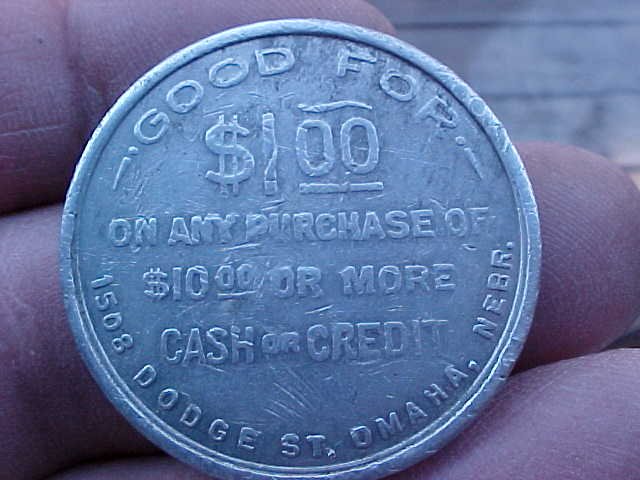 GOOD FOR
$1.00
ON ANY PURCHASE OF
$10.00 OR MORE
CASH OR CREDIT
1508 DODGE ST, OMAHA, NEBR.